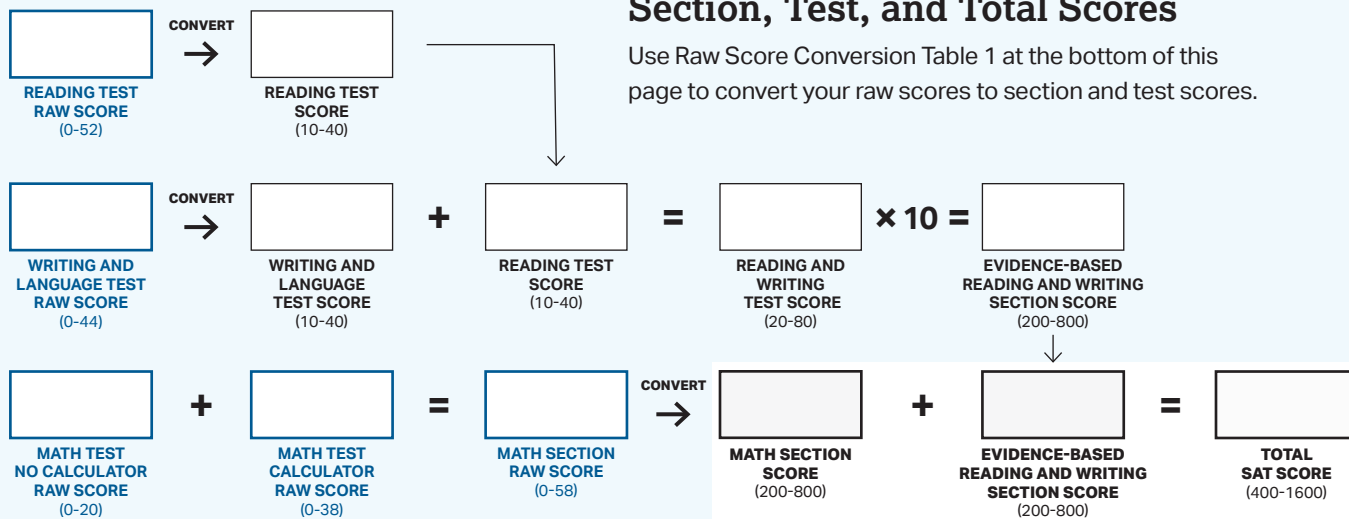 Section, Test, and Total Scores
Use Raw Score Conversion Table 1 at the bottom of this
page to convert your raw scores to section and test scores.
CONVERT
→
READING TEST
RAW SCORE
(0-52)
READING TEST
SCORE
(10-40)
CONVERT
→
+
=
× 10 =
WRITING AND
LANGUAGE TEST
RAW SCORE
(0-44)
WRITING AND
LANGUAGE
TEST SCORE
(10-40)
READING TEST
SCORE
(10-40)
READING AND
WRITING
TEST SCORE
(20-80)
EVIDENCE-BASED
READING AND WRITING
SECTION SCORE
(200-800)
+
=
CONVERT
→
+
=
MATH TEST
NO CALCULATOR
RAW SCORE
(0-20)
MATH TEST
CALCULATOR
RAW SCORE
(0-38)
MATH SECTION
RAW SCORE
(0-58)
MATH SECTION
SCORE
(200-800)
EVIDENCE-BASED
READING AND WRITING
SECTION SCORE
(200-800)
TOTAL
SAT SCORE
(400-1600)